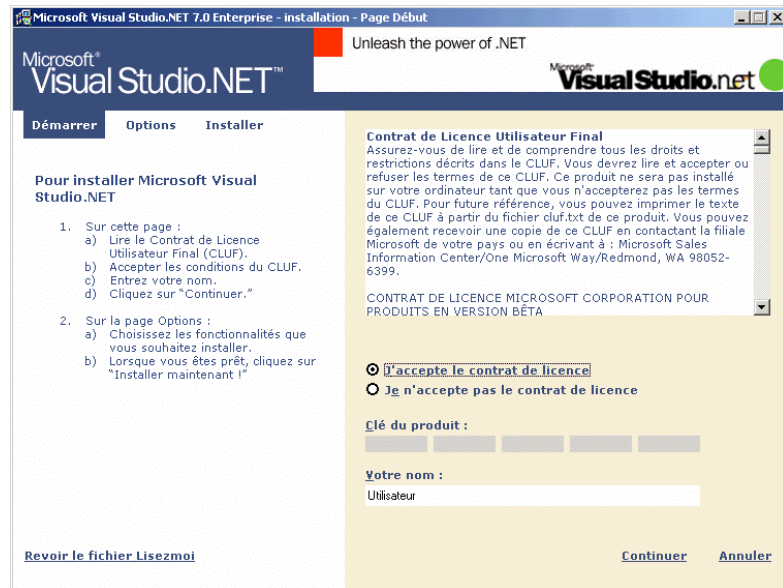 Microsoft Visual Studio.NET 7.0 Enterprise - installation - Page Début
Microsoft®
Visual Studio.NET™
Unleash the power of .NET
Microsoft
Visual Studio.net
Démarrer Options Installer
Pour installer Microsoft Visual
Studio.NET
1. Sur cette page :
a) Lire le Contrat de Licence
Utilisateur Final (CLUF).
b) Accepter les conditions du CLUF.
c) Entrez votre nom.
d) Cliquez sur "Continuer."
2. Sur la page Options :
a) Choisissez les fonctionnalités que
vous souhaitez installer.
b) Lorsque vous êtes prêt, cliquez sur
"Installer maintenant !"
Revoir le fichier Lisezmoi
Contrat de Licence Utilisateur Final
Assurez-vous de lire et de comprendre tous les droits et
restrictions décrits dans le CLUF. Vous devrez lire et accepter ou
refuser les termes de ce CLUF. Ce produit ne sera pas installé
sur votre ordinateur tant que vous n'accepterez pas les termes
du CLUF. Pour future référence, vous pouvez imprimer le texte
de ce CLUF à partir du fichier cluf.txt de ce produit. Vous pouvez
également recevoir une copie de ce CLUF en contactant la filiale
Microsoft de votre pays ou en écrivant à : Microsoft Sales
Information Center/One Microsoft Way/Redmond, WA 98052-
6399.
CONTRAT DE LICENCE MICROSOFT CORPORATION POUR
PRODUITS EN VERSION BÊTA
J'accepte le contrat de licence
Je n'accepte pas le contrat de licence
Clé du produit :
Votre nom :
Utilisateur
Continuer Annuler